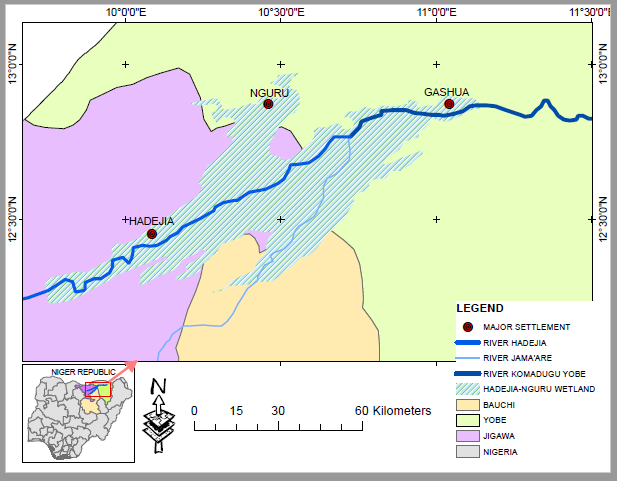 10°0'0"E 10°30'0"E 11°0'0"E 11°30'0"E
13°0'0"N 13°0'0"N
NGURU GASHUA
HADEJIA
12°30'0"N 12°30'0"N
LEGEND
MAJOR SETTLEMENT
RIVER HADEJIA
RIVER JAMA'ARE
RIVER KOMADUGU YOBE
HADEJIA-NGURU WETLAND
BAUCHI
YOBE
JIGAWA
NIGERIA
NIGER REPUBLIC
N
0 15 30 60 Kilometers